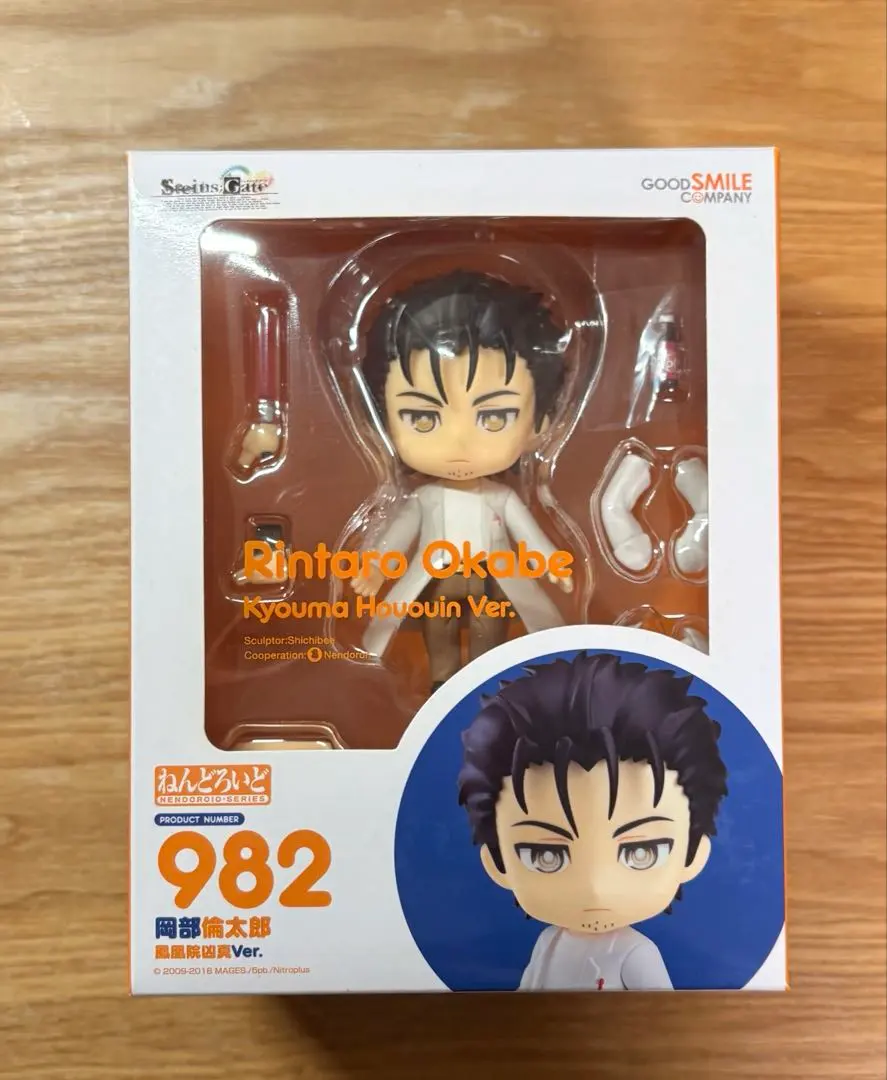 Steins;Gate
GOOD SMILE
COMPANY
Rintaro Okabe
Kyouma Hououin Ver.
Sculptor:Shichibee
Cooperation: Nendoron
ねんどろいど
NENDOROID·SERIES
PRODUCT NUMBER
982
岡部倫太郎
鳳凰院凶真Ver.
© 2009-2018 MAGES./5pb./Nitroplus